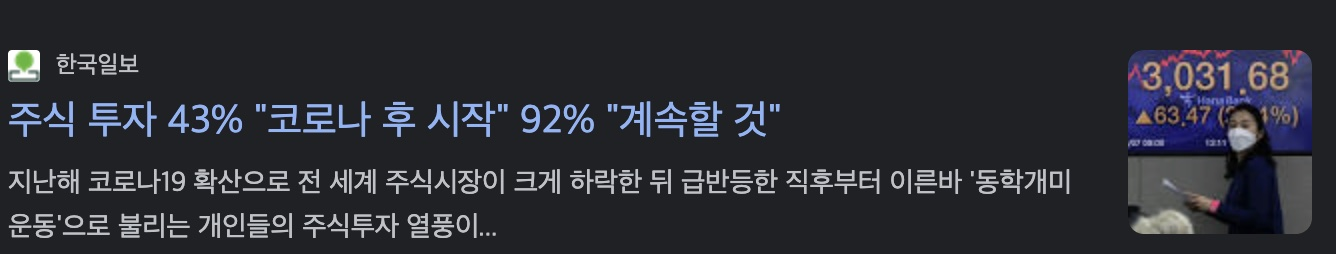 한국일보
주식 투자 43% "코로나 후 시작" 92% "계속할 것"
지난해 코로나19 확산으로 전 세계 주식시장이 크게 하락한 뒤 급반등한 직후부터 이른바 '동학개미
운동'으로 불리는 개인들의 주식투자 열풍이...
3,031.68
HanaBank
▲63.47